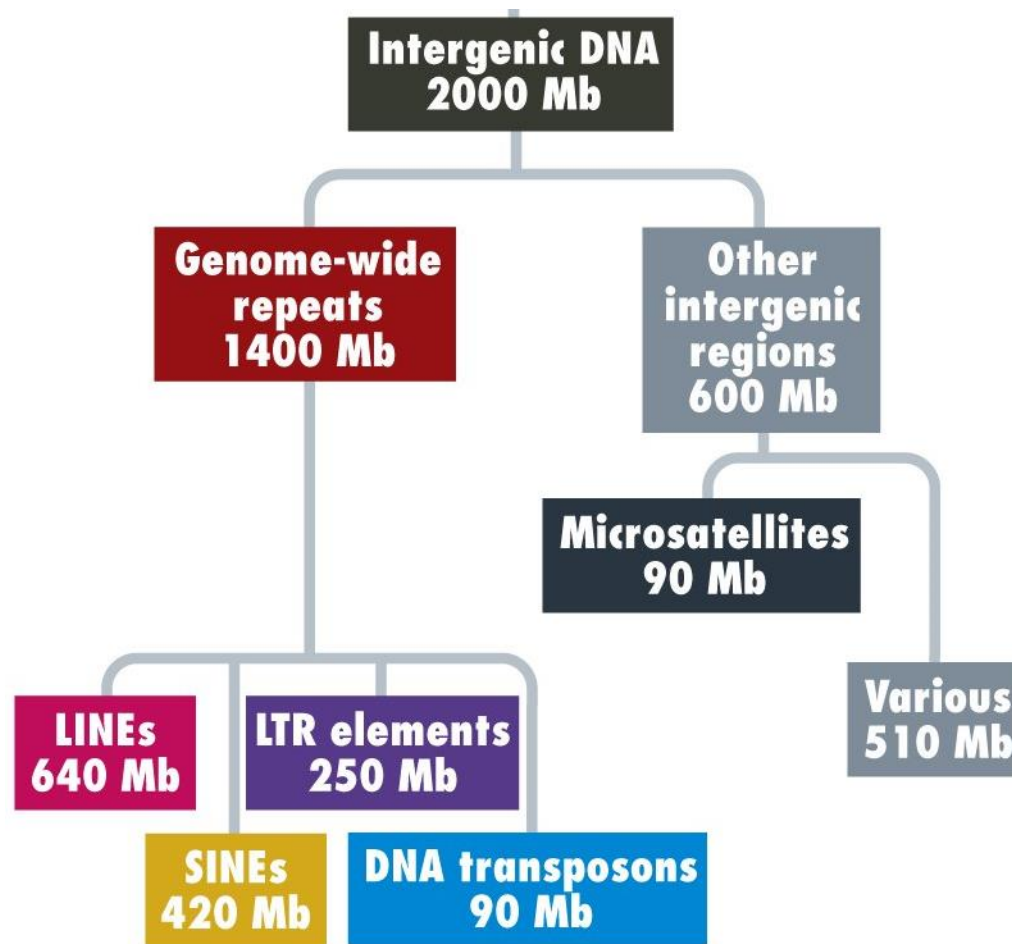 Intergenic DNA
2000 Mb
Genome-wide
repeats
1400 Mb
Other
intergenic
regions
600 Mb
Microsatellites
90 Mb
Various
510 Mb
LINEs
640 Mb
LTR elements
250 Mb
SINEs
420 Mb
DNA transposons
90 Mb